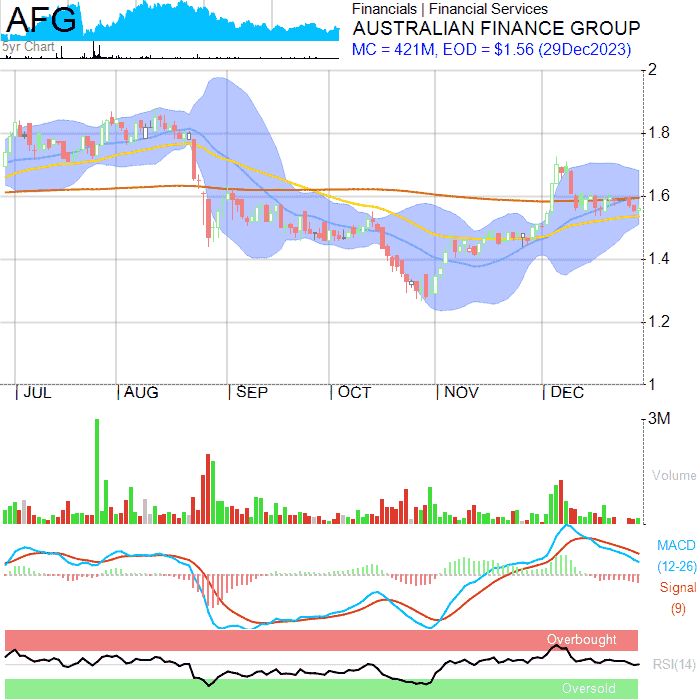 AFG
5yr Chart
Financials | Financial Services
AUSTRALIAN FINANCE GROUP
MC = 421M, EOD = $1.56 (29Dec2023)
2
1.8
1.6
1.4
1.2
1
| JUL | AUG | SEP | OCT | NOV | DEC
3M
Volume
MACD
(12-26)
Signal
(9)
Overbought
RSI(14)
Oversold